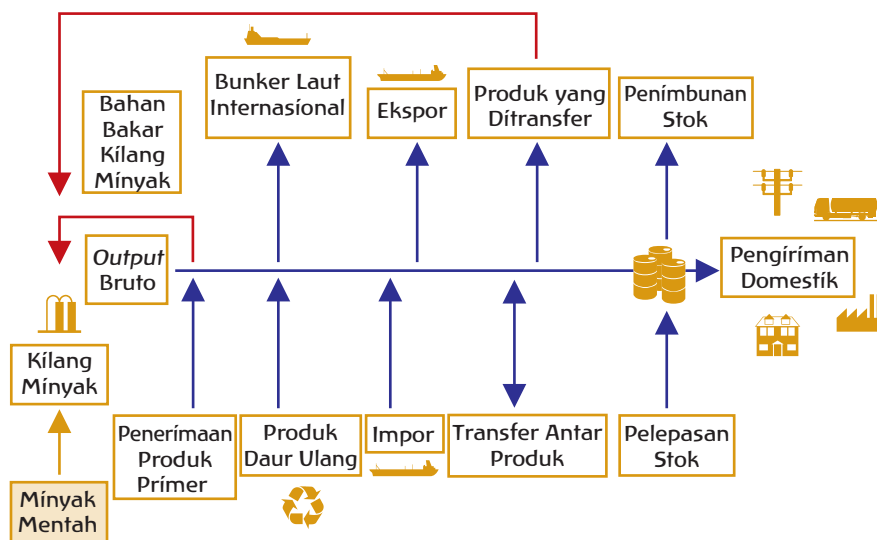 Bunker Laut
Internasional
Ekspor
Produk yang
Ditransfer
Penimbunan
Stok
Bahan
Bakar
Kilang
Minyak
Output
Bruto
Pengiriman
Domestik
Kilang
Minyak
Penerimaan
Produk
Primer
Produk
Daur Ulang
Impor
Transfer Antar
Produk
Pelepasan
Stok
Minyak
Mentah